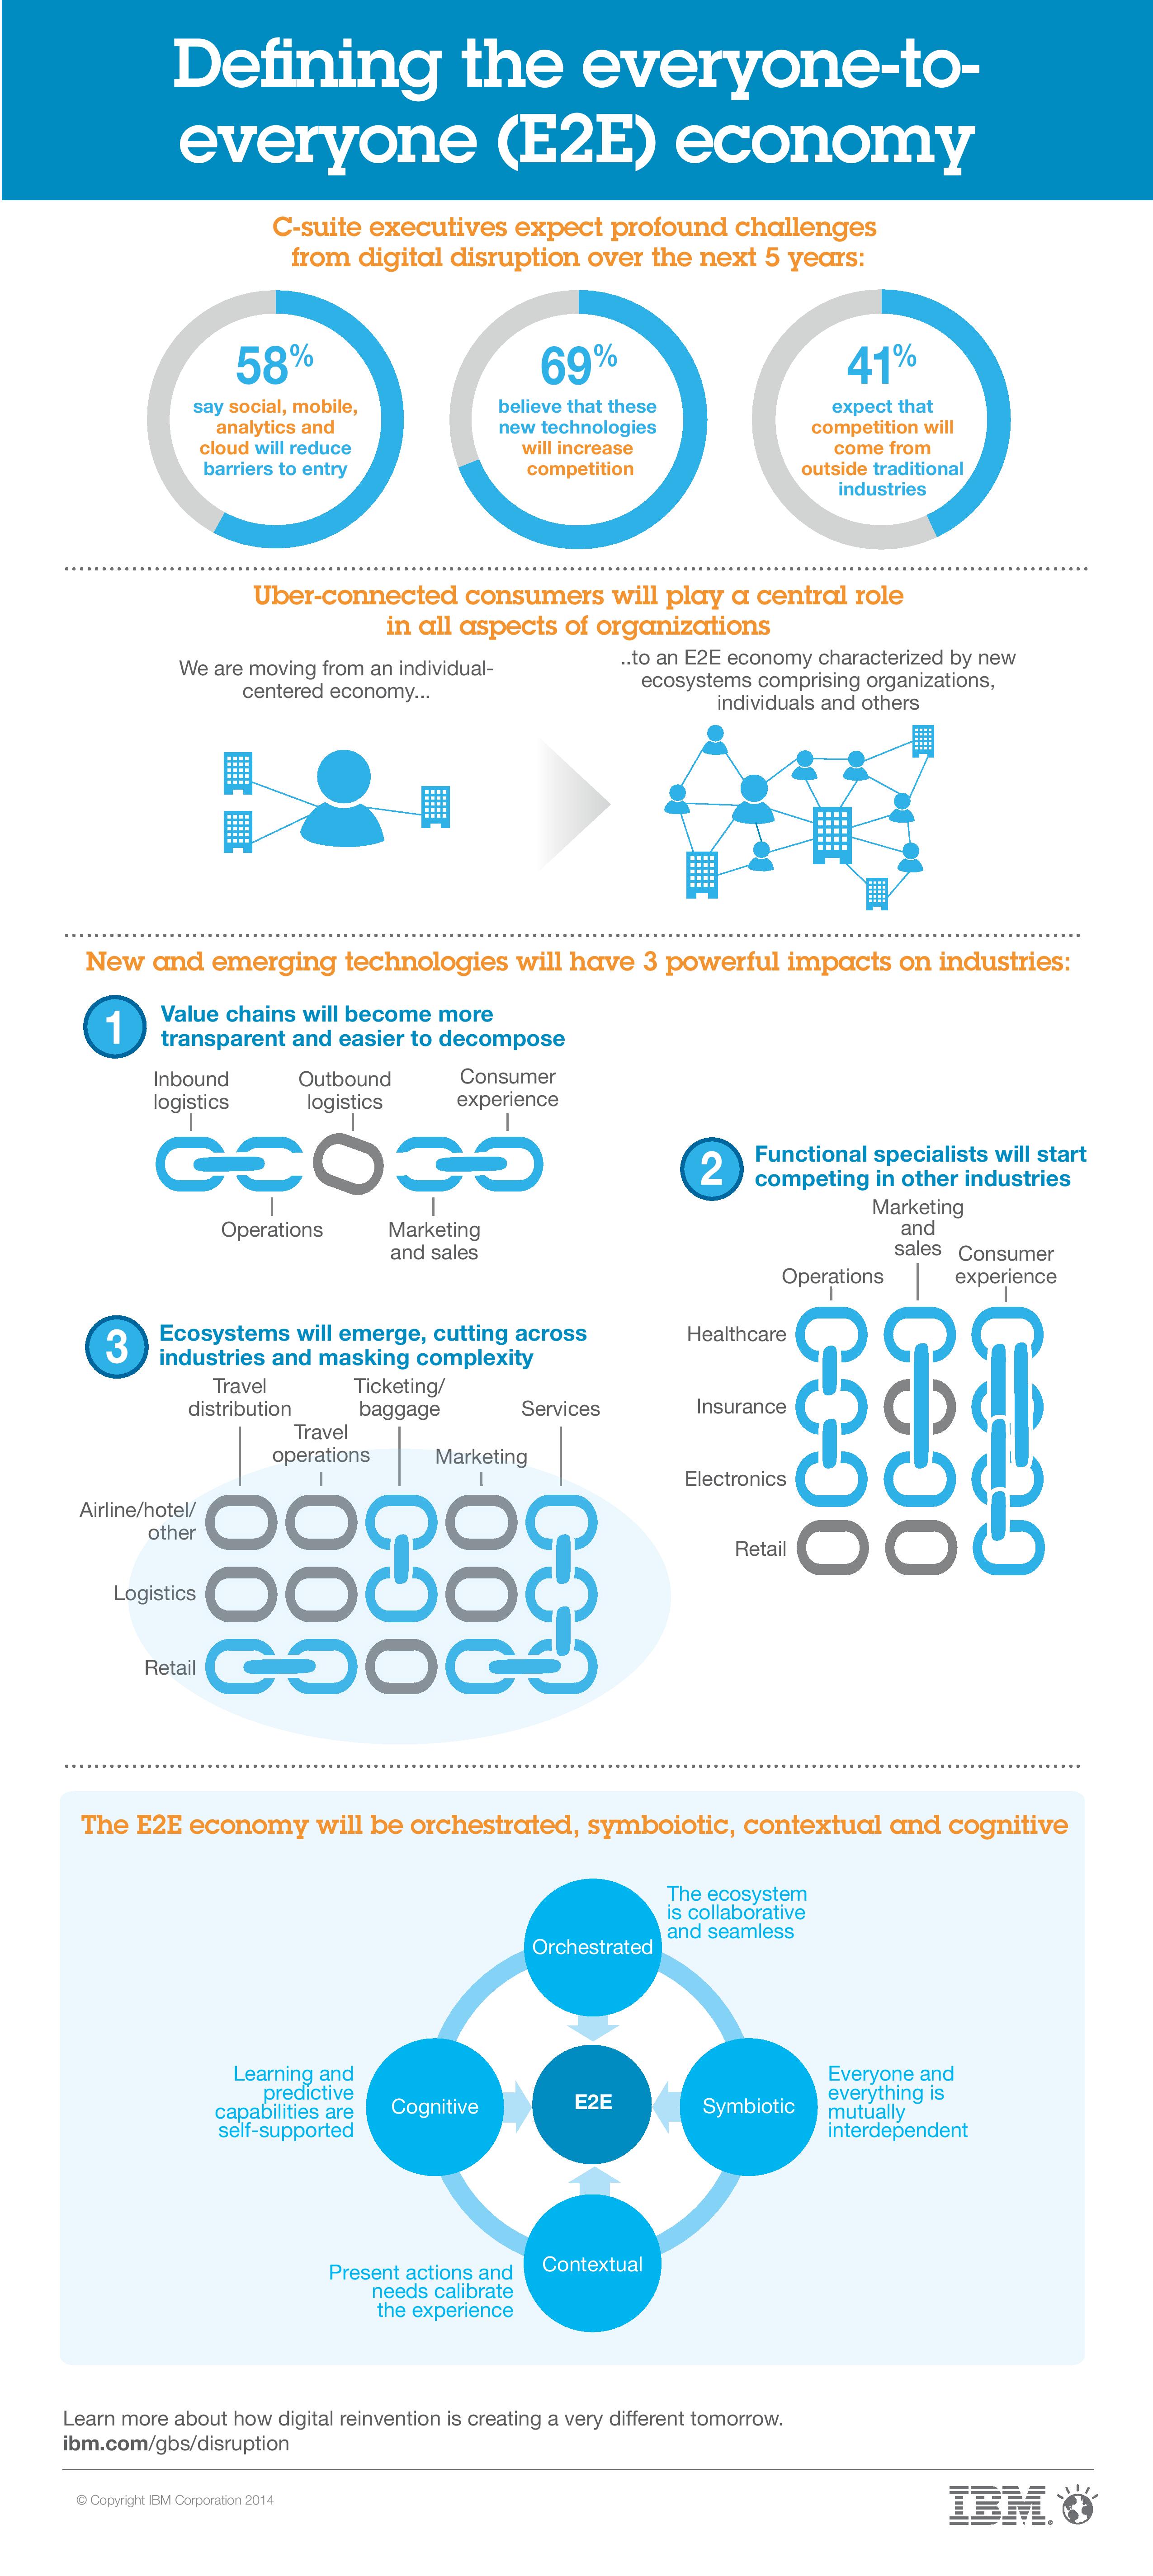 Defining the everyone-to-
everyone (E2E) economy
C-suite executives expect profound challenges
from digital disruption over the next 5 years:
58%
say social, mobile,
analytics and
cloud will reduce
barriers to entry
69%
believe that these
new technologies
will increase
competition
41%
expect that
competition will
come from
outside traditional
industries
Uber-connected consumers will play a central role
in all aspects of organizations
We are moving from an individual-
centered economy...
..to an E2E economy characterized by new
ecosystems comprising organizations,
individuals and others
New and emerging technologies will have 3 powerful impacts on industries:
1
Value chains will become more
transparent and easier to decompose
Inbound
logistics
Outbound
logistics
Consumer
experience
Operations
Marketing
and sales
2
Functional specialists will start
competing in other industries
Operations
Marketing
and
sales
Consumer
experience
Healthcare
Insurance
Electronics
Retail
3
Ecosystems will emerge, cutting across
industries and masking complexity
Travel
distribution
Travel
operations
Ticketing/
baggage
Marketing
Services
Airline/hotel/
other
Logistics
Retail
The E2E economy will be orchestrated, symboiotic, contextual and cognitive
Orchestrated
The ecosystem
is collaborative
and seamless
Learning and
predictive
capabilities are
self-supported
Cognitive
E2E
Symbiotic
Everyone and
everything is
mutually
interdependent
Contextual
Present actions and
needs calibrate
the experience
Learn more about how digital reinvention is creating a very different tomorrow.
ibm.com/gbs/disruption
© Copyright IBM Corporation 2014
IBM®